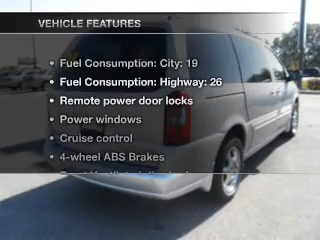 VEHICLE FEATURES
• Fuel Consumption: City: 19
• Fuel Consumption: Highway: 26
• Remote power door locks
• Power windows
• Cruise control
• 4-wheel ABS Brakes